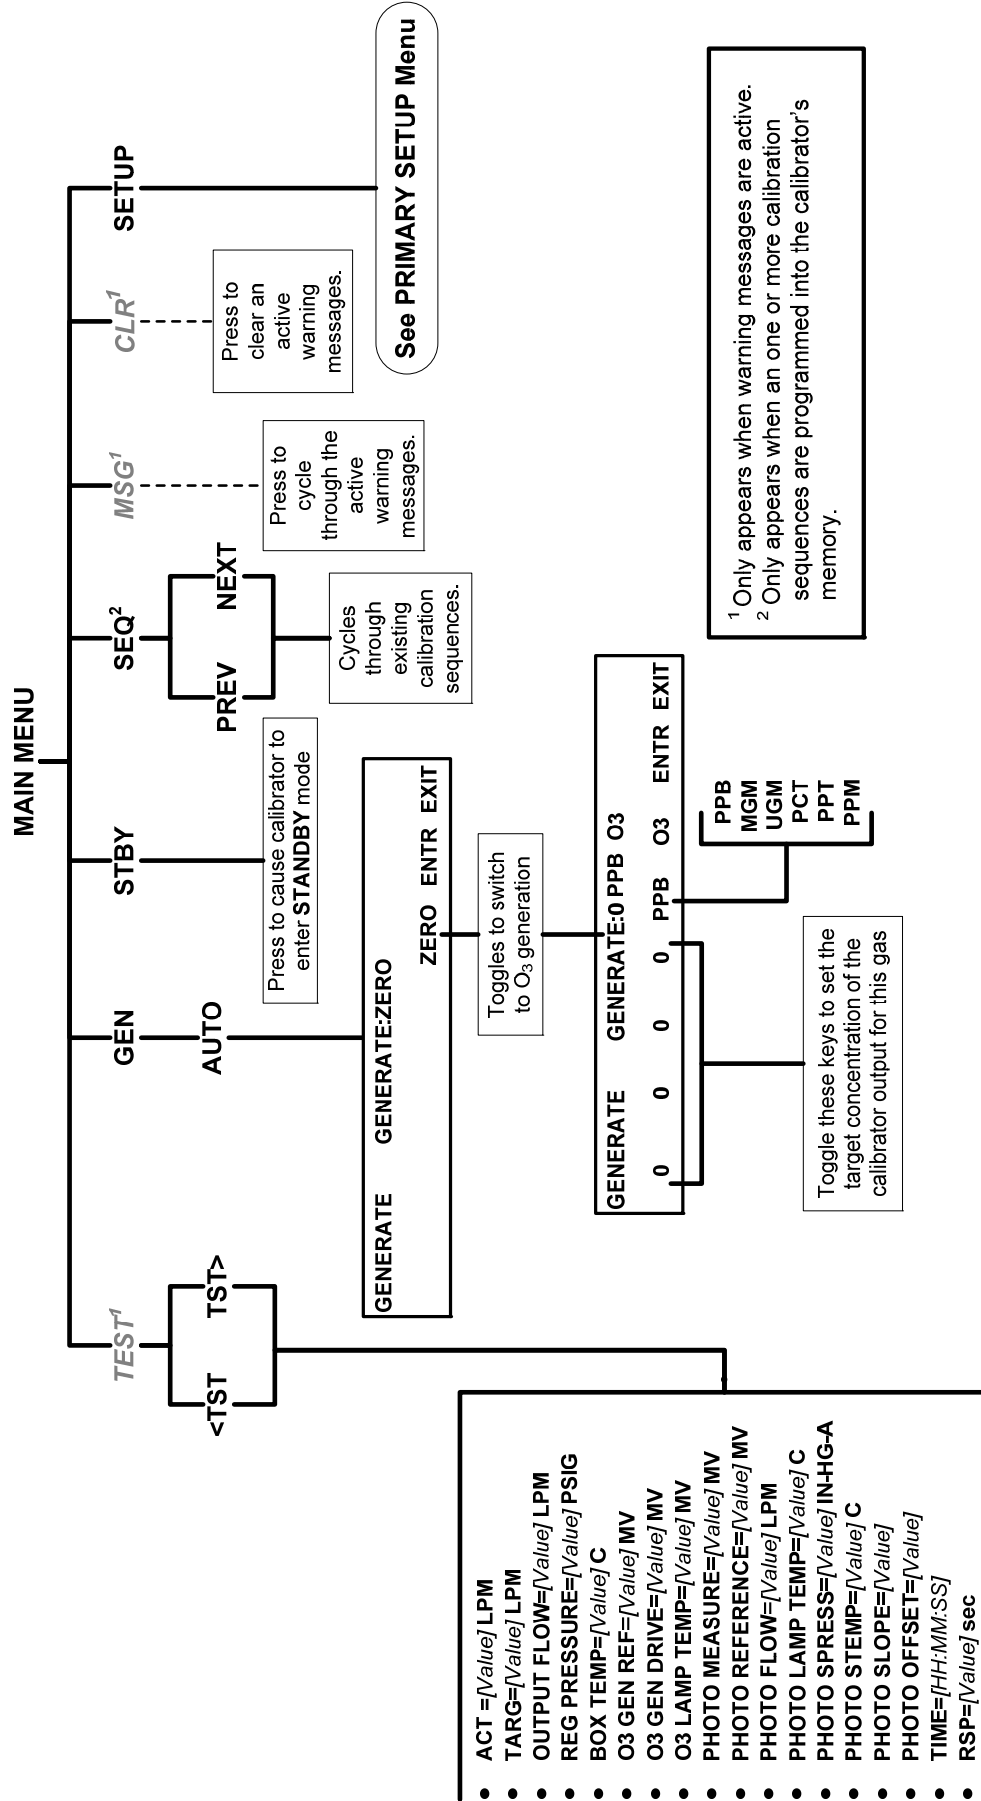 MAIN MENU
TEST1
GEN
STBY
SEQ2
MSG1
CLR1
SETUP
<TST
TST>
AUTO
Press to cause calibrator to
enter STANDBY mode
PREV
NEXT
Cycles
through
existing
calibration
sequences.
Press to
cycle
through the
active
warning
messages.
Press to
clear an
active
warning
messages.
See PRIMARY SETUP Menu
GENERATE GENERATE:ZERO
ZERO ENTR EXIT
Toggles to switch
to O3 generation
GENERATE GENERATE:0 PPB O3
0 0 0 0 PPB O3 ENTR EXIT
PPB
MGM
UGM
PCT
PPT
PPM
Toggle these keys to set the
target concentration of the
calibrator output for this gas
• ACT =[Value] LPM
• TARG=[Value] LPM
• OUTPUT FLOW=[Value] LPM
• REG PRESSURE=[Value] PSIG
• BOX TEMP=[Value] C
• O3 GEN REF=[Value] MV
• O3 GEN DRIVE=[Value] MV
• O3 LAMP TEMP=[Value] MV
• PHOTO MEASURE=[Value] MV
• PHOTO REFERENCE=[Value] MV
• PHOTO FLOW=[Value] LPM
• PHOTO LAMP TEMP=[Value] C
• PHOTO SPRESS=[Value] IN-HG-A
• PHOTO STEMP=[Value] C
• PHOTO SLOPE=[Value]
• PHOTO OFFSET=[Value]
• TIME=[HH:MM:SS]
• RSP=[Value] sec
1 Only appears when warning messages are active.
2 Only appears when an one or more calibration
sequences are programmed into the calibrator's
memory.